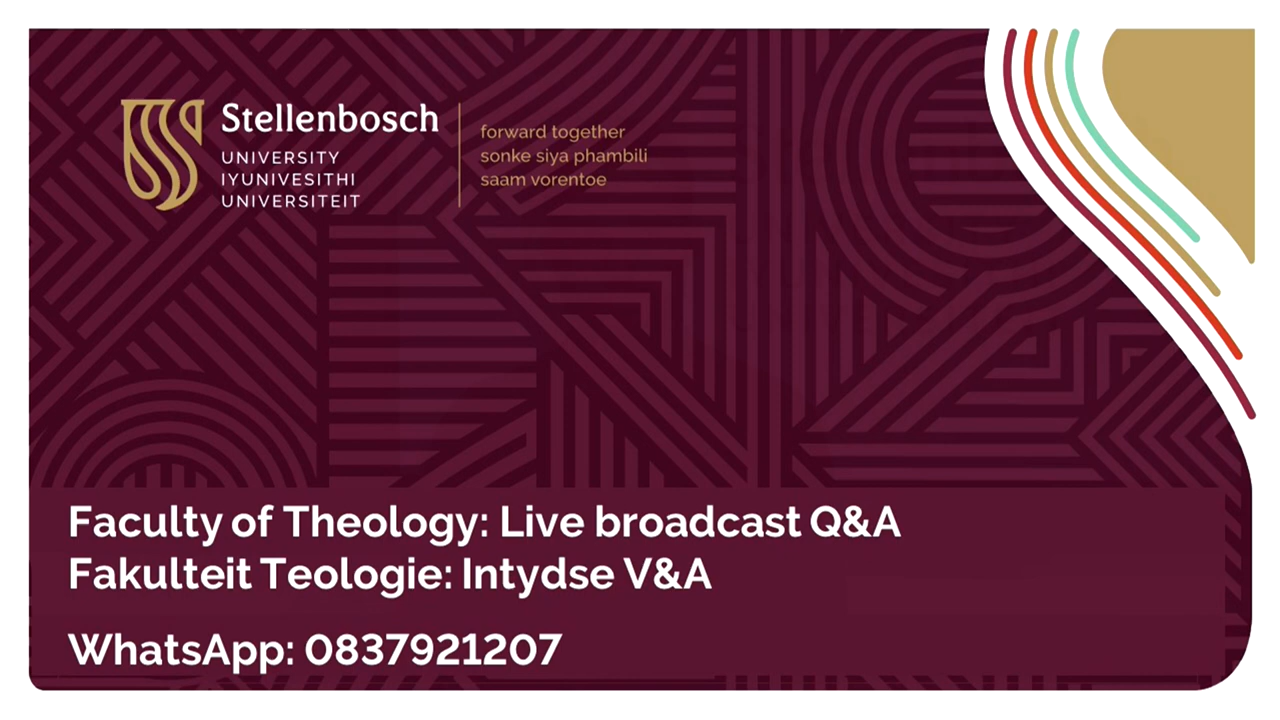 Stellenbosch
UNIVERSITY
IYUNIVESITHI
UNIVERSITEIT
forward together
sonke siya phambili
saam vorentoe
Faculty of Theology: Live broadcast Q&A
Fakulteit Teologie: Intydse V&A
WhatsApp: 0837921207